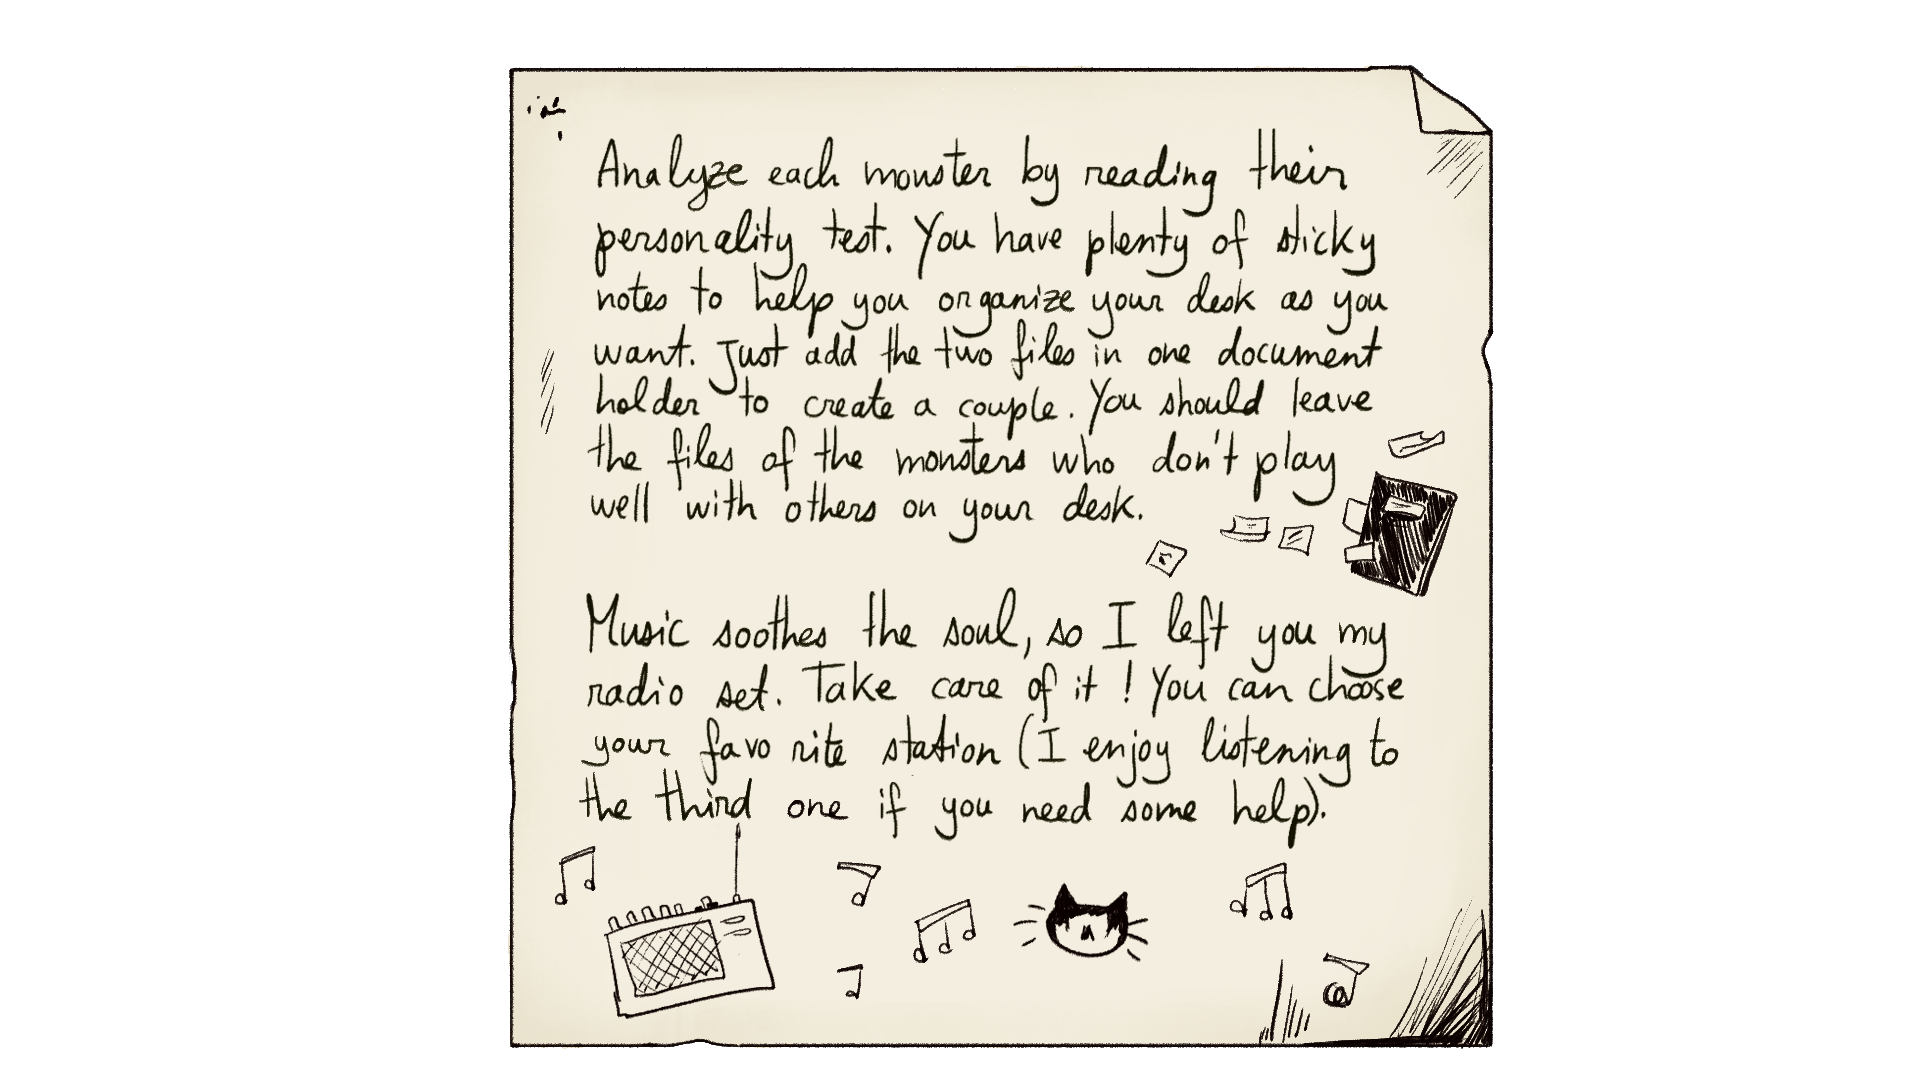 Analyze each monster by reading their
personality test. You have plenty of sticky
notes to help you organize your desk as you
want. Just add the two files in one document
holder to create a couple. You should leave
the files of the monsters who don't play
well with others on your desk.
Music soothes the soul, so I left you my
radio set. Take care of it ! You can choose
your favorite station (I enjoy listening to
the third one if you need some help).